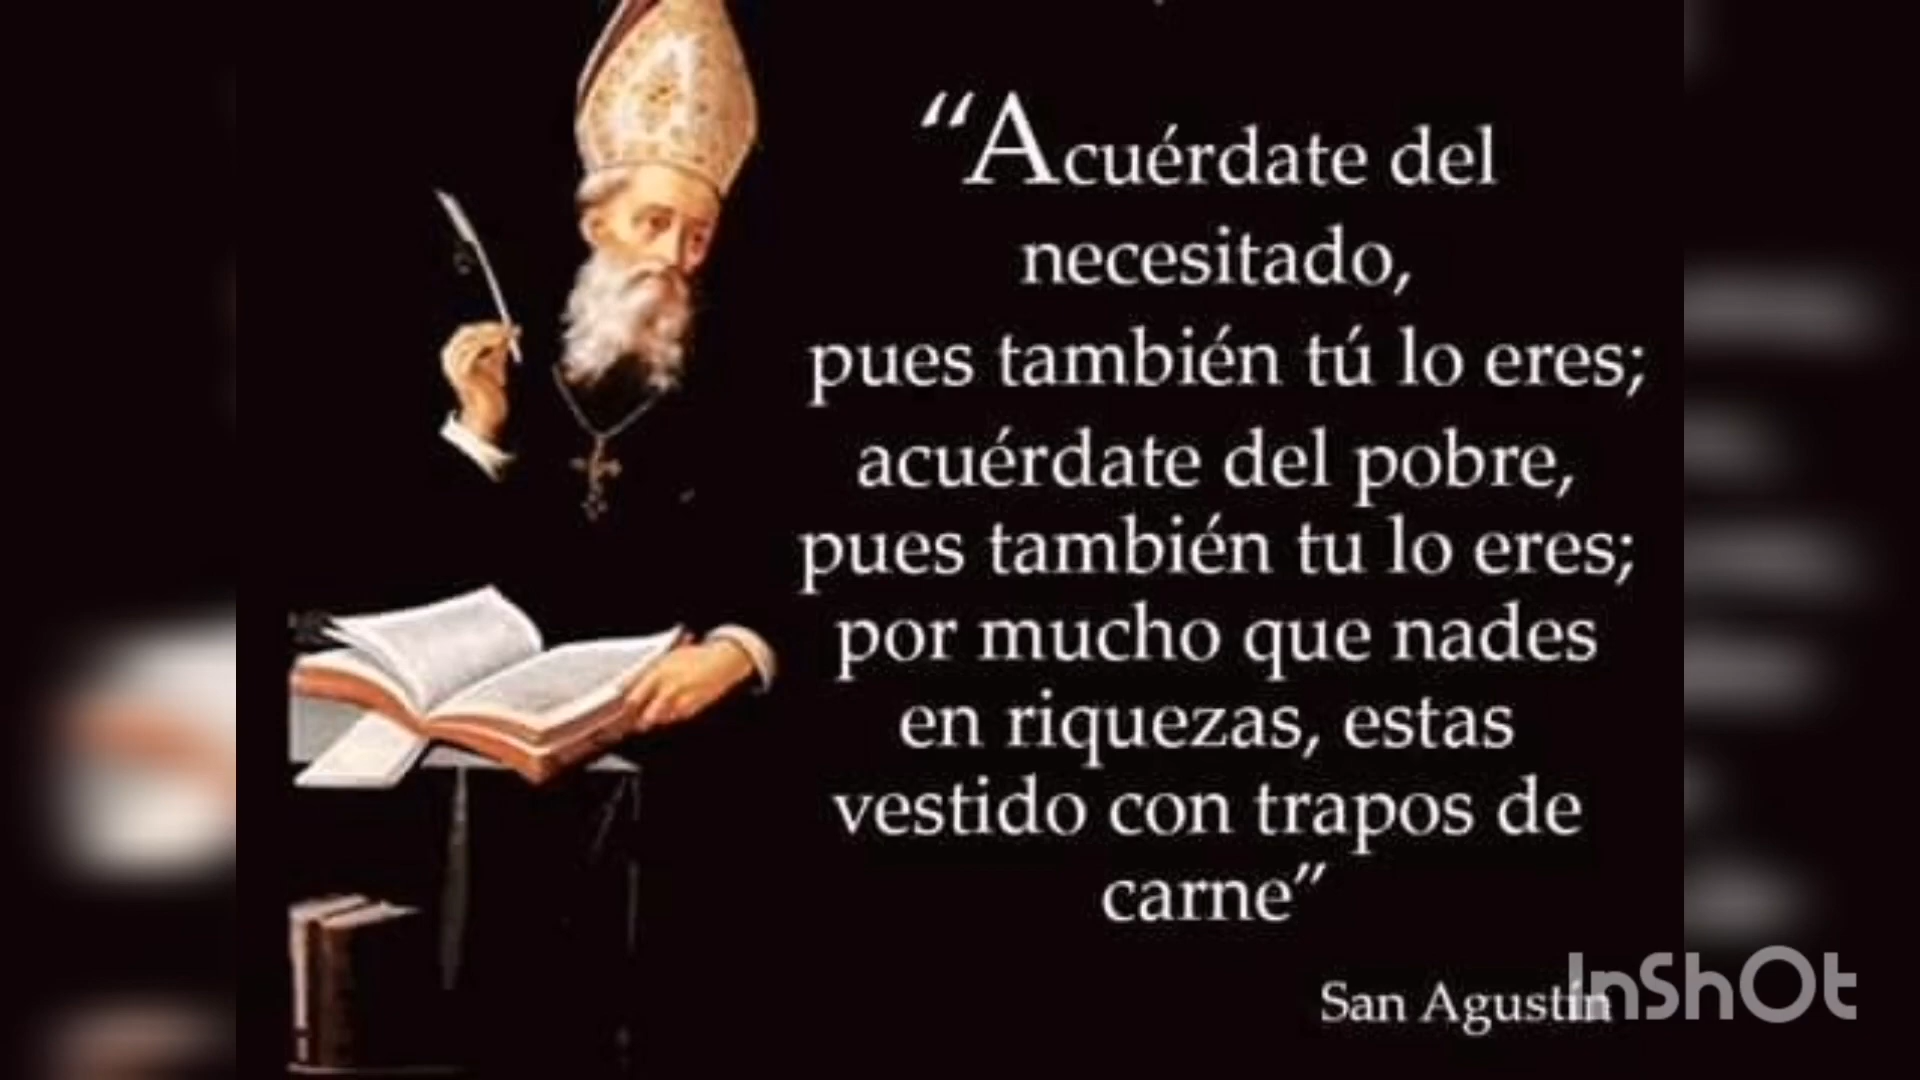 “Acuérdate del
necesitado,
pues también tú lo eres;
acuérdate del pobre,
pues también tu lo eres;
por mucho que nades
en riquezas, estas
vestido con trapos de
carne”
San Agustín
InShOt